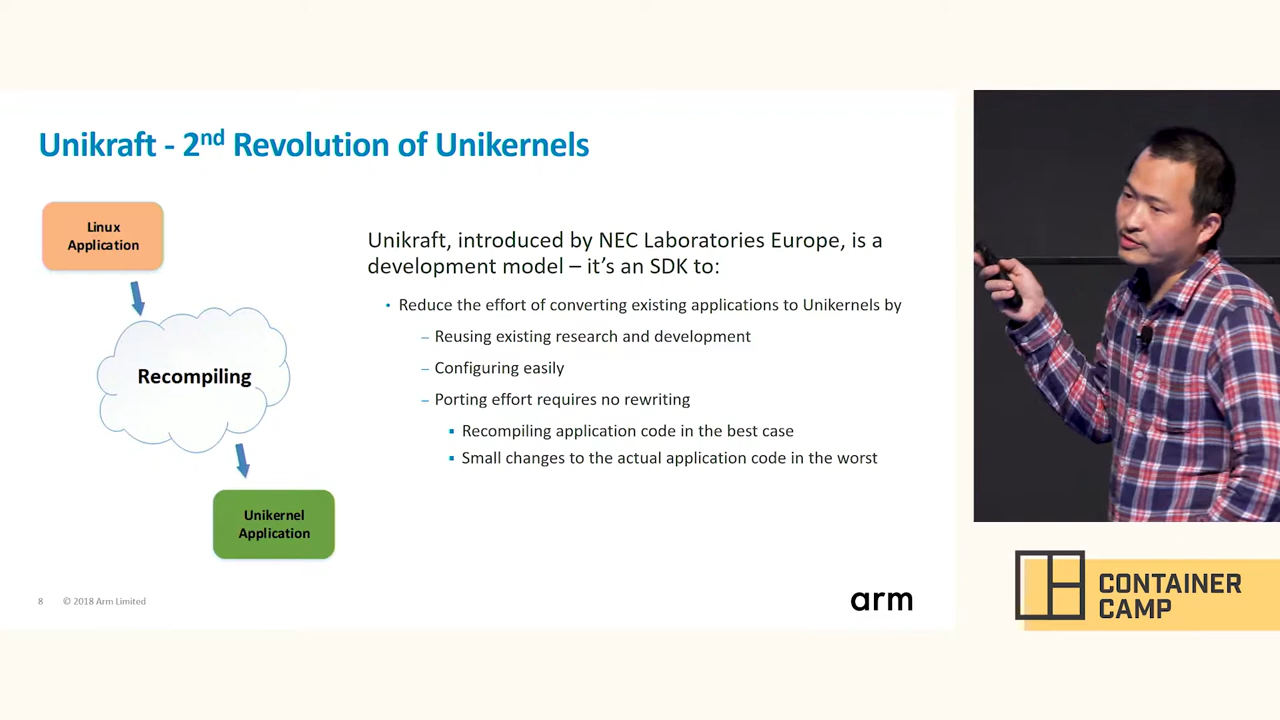 Unikraft - 2nd Revolution of Unikernels
Linux
Application
Recompiling
Unikernel
Application
Unikraft, introduced by NEC Laboratories Europe, is a
development model – it’s an SDK to:
• Reduce the effort of converting existing applications to Unikernels by
– Reusing existing research and development
– Configuring easily
– Porting effort requires no rewriting
▪ Recompiling application code in the best case
▪ Small changes to the actual application code in the worst
8 © 2018 Arm Limited
arm
CONTAINER
CAMP